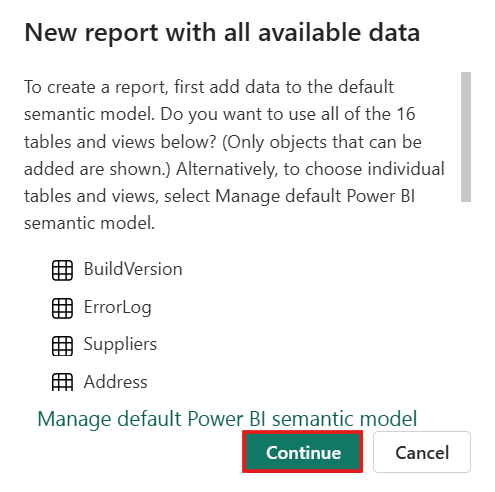 New report with all available data
To create a report, first add data to the default
semantic model. Do you want to use all of the 16
tables and views below? (Only objects that can be
added are shown.) Alternatively, to choose individual
tables and views, select Manage default Power BI
semantic model.
BuildVersion
ErrorLog
Suppliers
Address
Manage default Power BI semantic model
Continue
Cancel